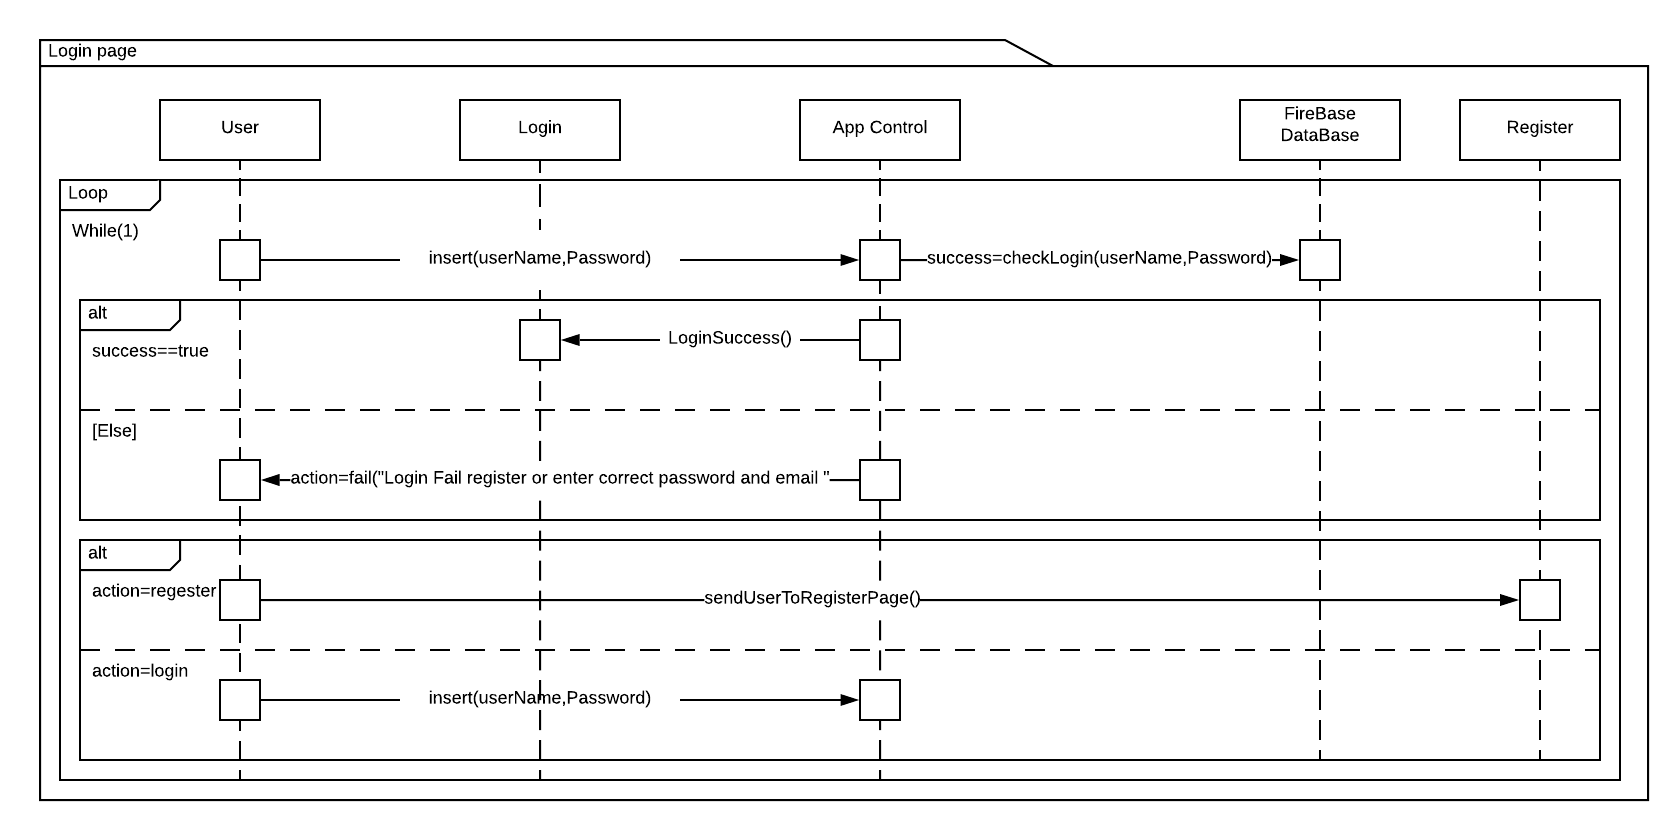 Login page
User
Login
App Control
FireBase
DataBase
Register
Loop
While(1)
insert(userName,Password)
success=checkLogin(userName,Password)
alt
success==true
LoginSuccess()
[Else]
action=fail("Login Fail register or enter correct password and email "
alt
action=regester
sendUserToRegisterPage()
action=login
insert(userName,Password)